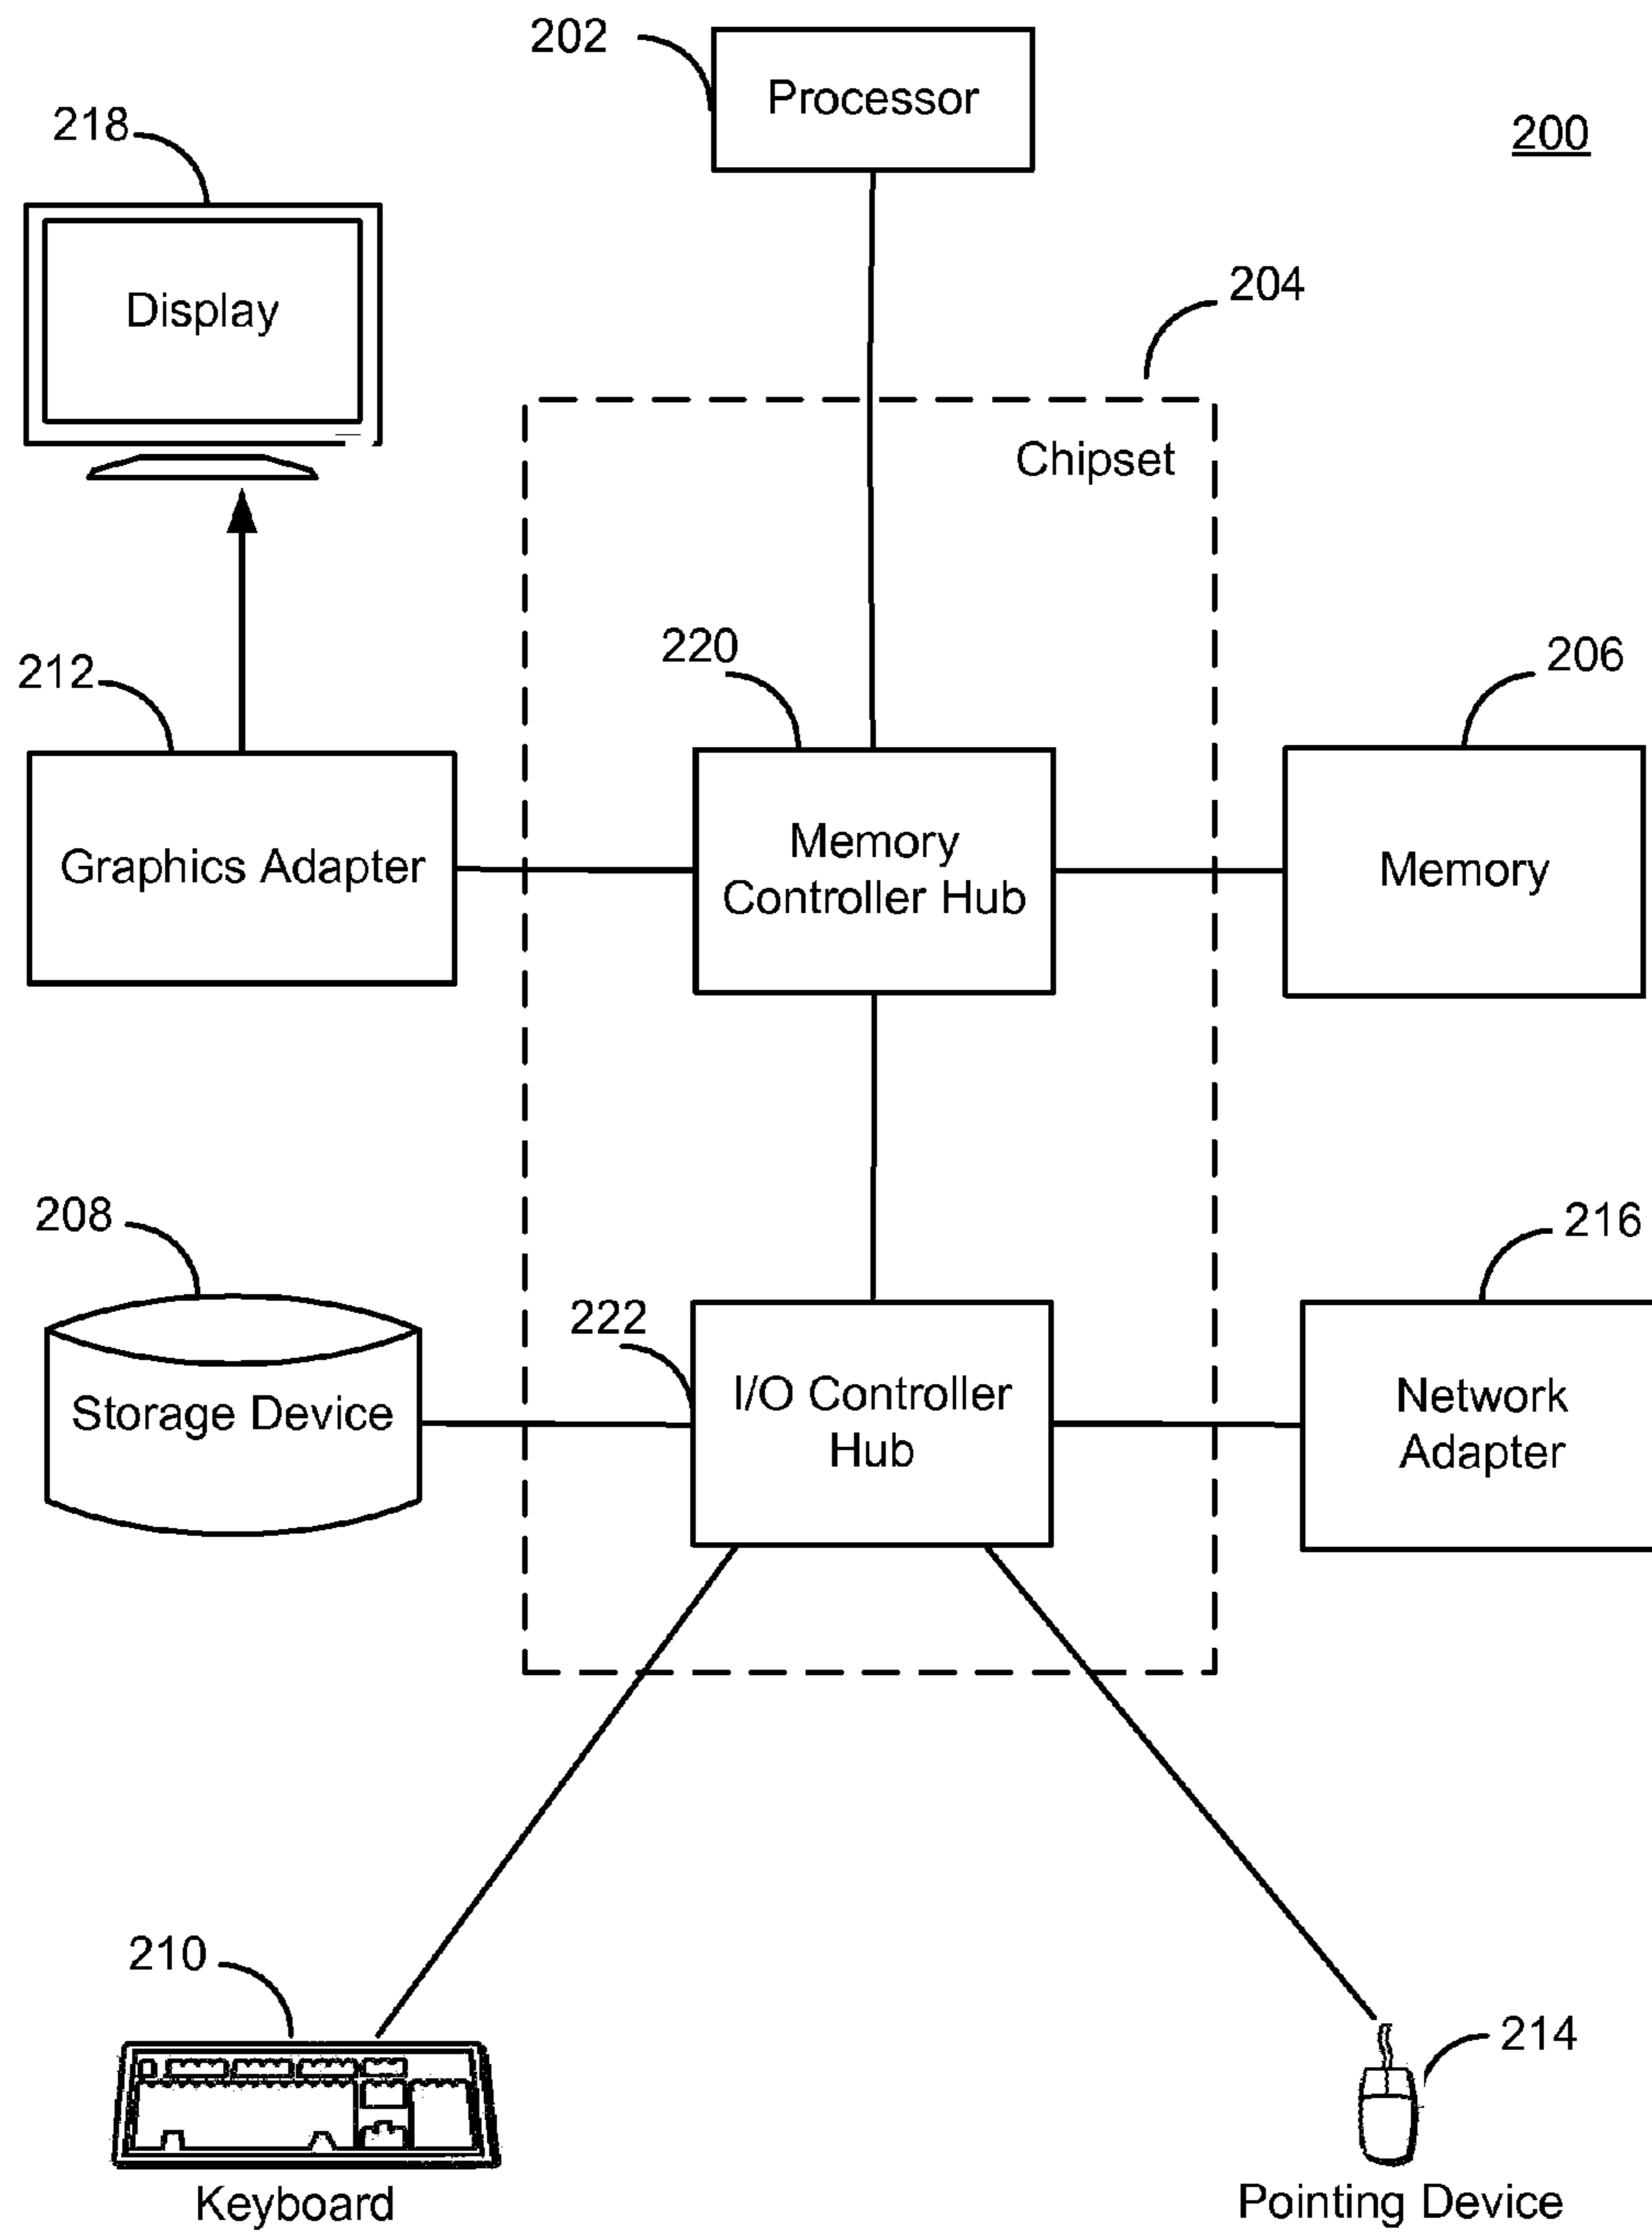 202
Processor
200
218
Display
204
Chipset
212
220
206
Graphics Adapter
Memory
Controller Hub
Memory
208
222
216
Storage Device
I/O Controller
Hub
Network
Adapter
210
214
Keyboard
Pointing Device